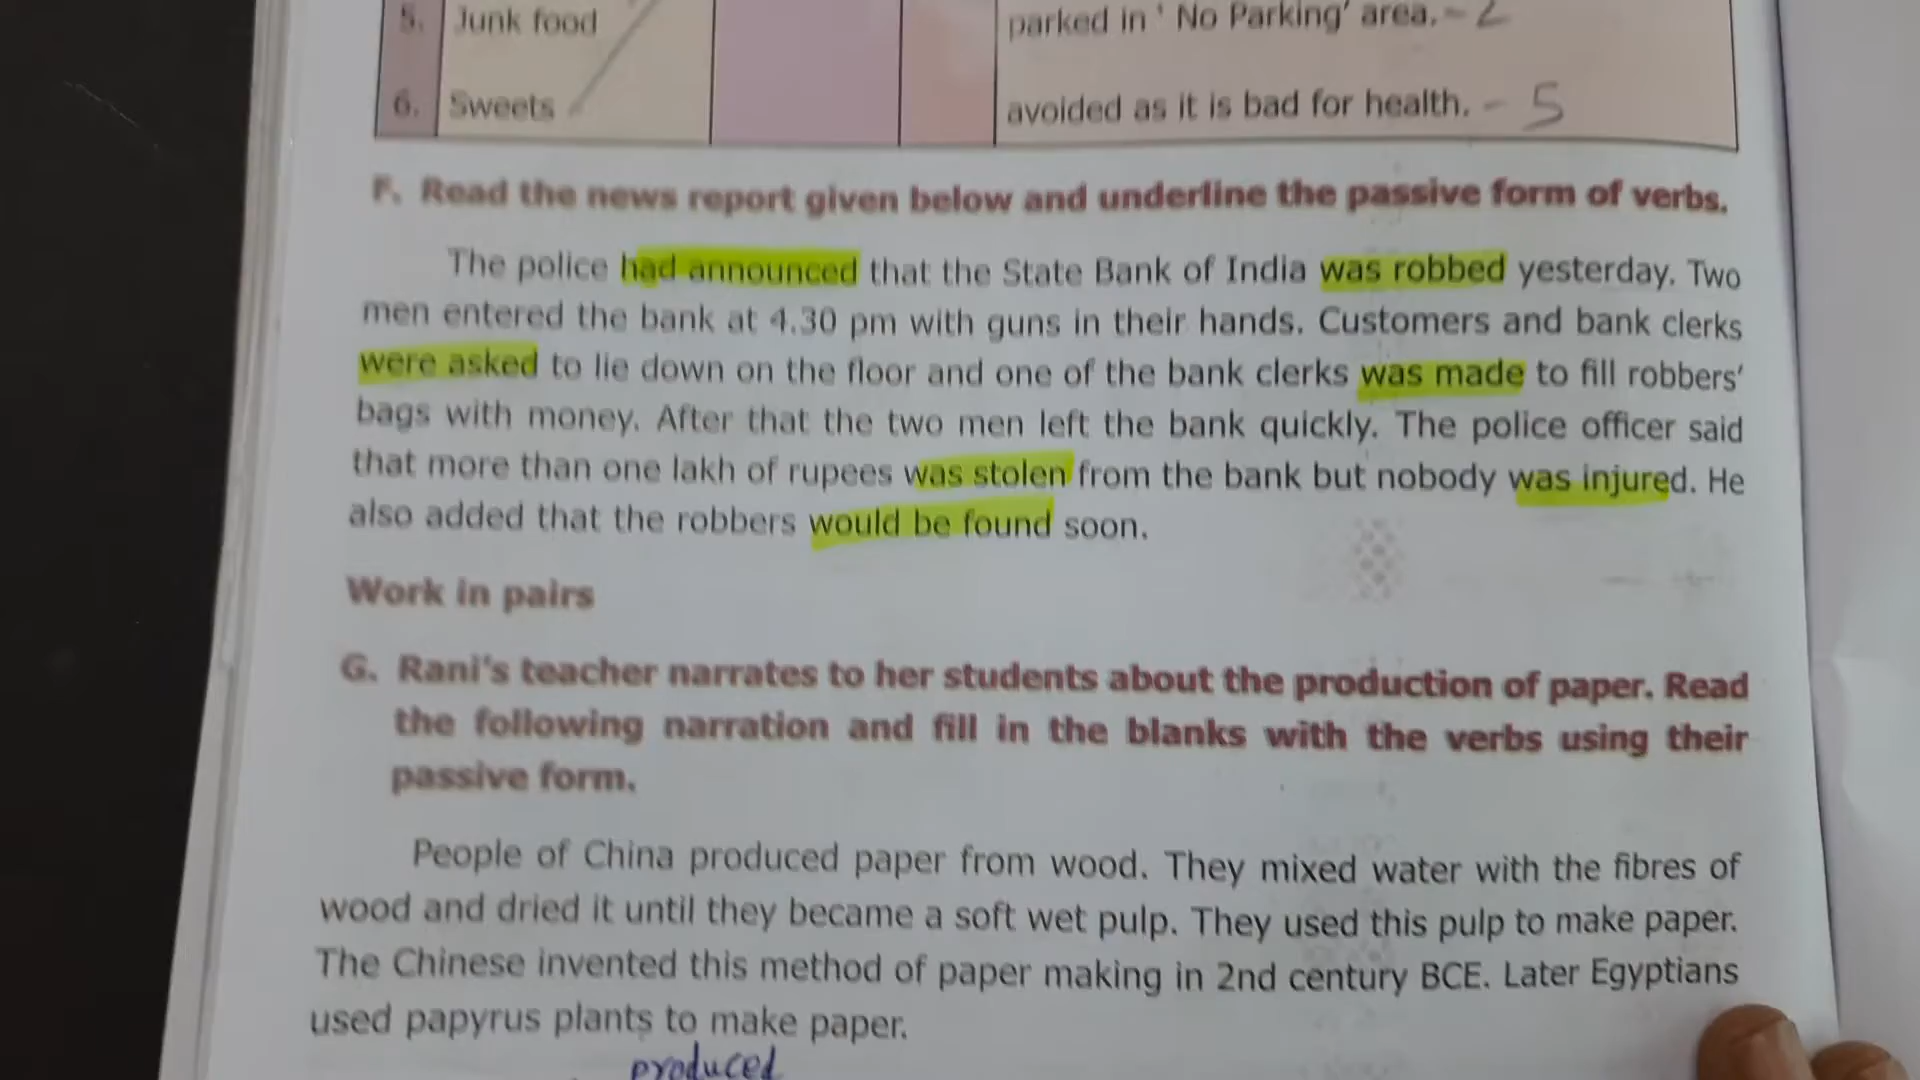 5. Junk food parked in ' No Parking' area. - 2
6. Sweets avoided as it is bad for health. - 5
F. Read the news report given below and underline the passive form of verbs.
The police had announced that the State Bank of India was robbed yesterday. Two
men entered the bank at 4.30 pm with guns in their hands. Customers and bank clerks
were asked to lie down on the floor and one of the bank clerks was made to fill robbers'
bags with money. After that the two men left the bank quickly. The police officer said
that more than one lakh of rupees was stolen from the bank but nobody was injured. He
also added that the robbers would be found soon.
Work in pairs
G. Rani's teacher narrates to her students about the production of paper. Read
the following narration and fill in the blanks with the verbs using their
passive form.
People of China produced paper from wood. They mixed water with the fibres of
wood and dried it until they became a soft wet pulp. They used this pulp to make paper.
The Chinese invented this method of paper making in 2nd century BCE. Later Egyptians
used papyrus plants to make paper.
produced